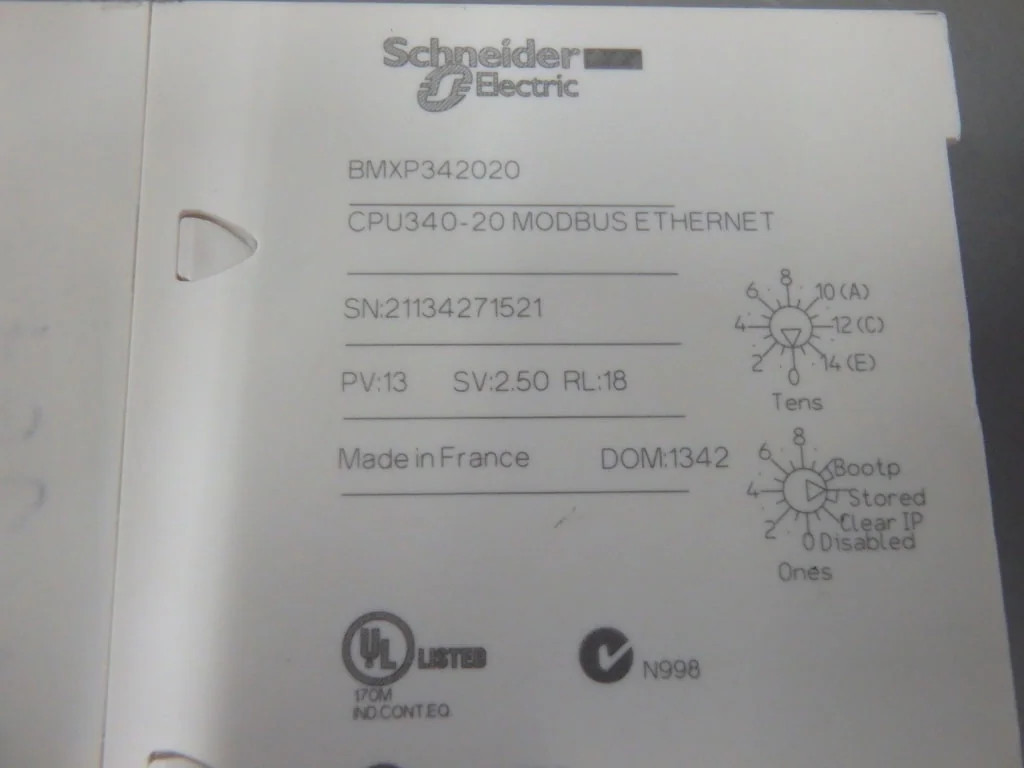 Schneider
Electric
BMXP342020
CPU340-20 MODBUS ETHERNET
SN:21134271521
PV:13 SV:2.50 RL:18
Made in France DOM:1342
8
6 10(A)
4 12(C)
2 14(E)
0
Tens
8
6 Bootp
4 Stored
2 Clear IP
0 Disabled
Ones
UL LISTED
170M
IND.CONT.EQ.
N998